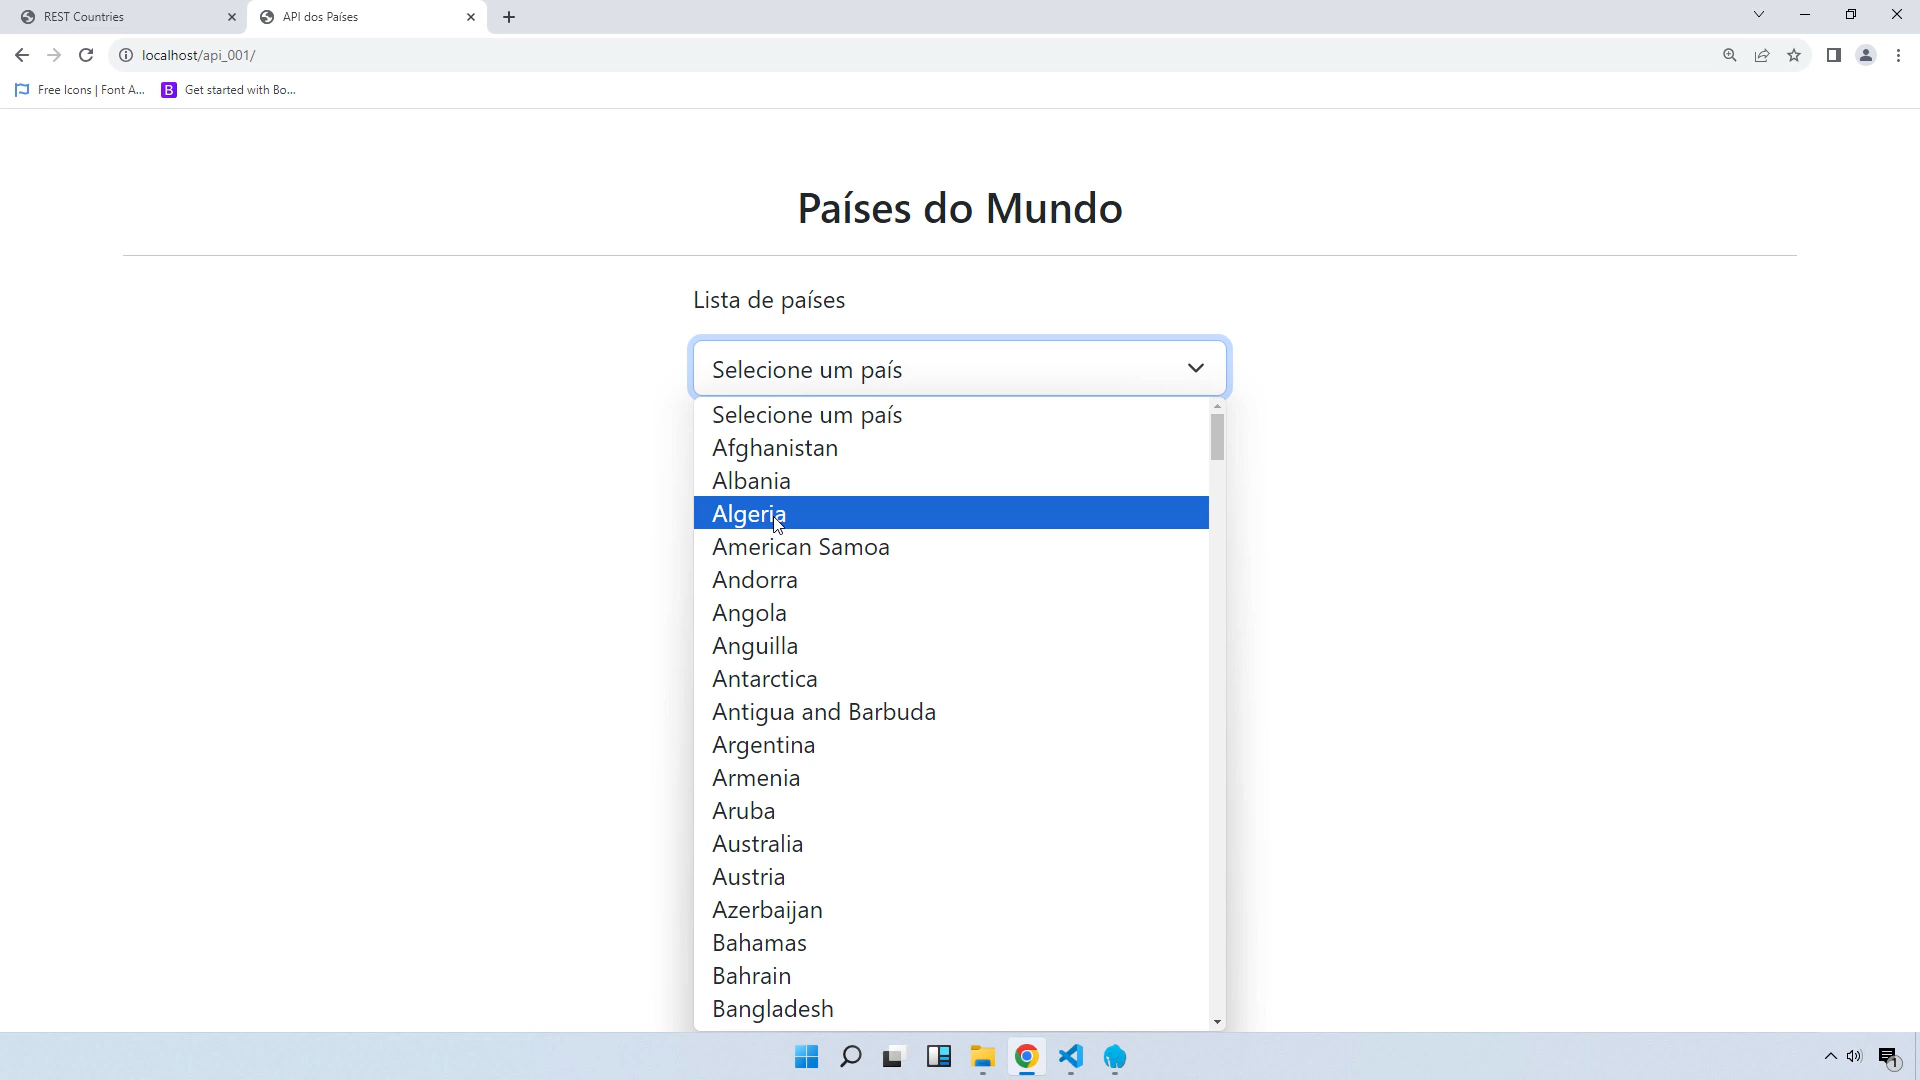 REST Countries
API dos Países
localhost/api_001/
Free Icons | Font A...
B Get started with Bo...
Países do Mundo
Lista de países
Selecione um país
Selecione um país
Afghanistan
Albania
Algeria
American Samoa
Andorra
Angola
Anguilla
Antarctica
Antigua and Barbuda
Argentina
Armenia
Aruba
Australia
Austria
Azerbaijan
Bahamas
Bahrain
Bangladesh
1